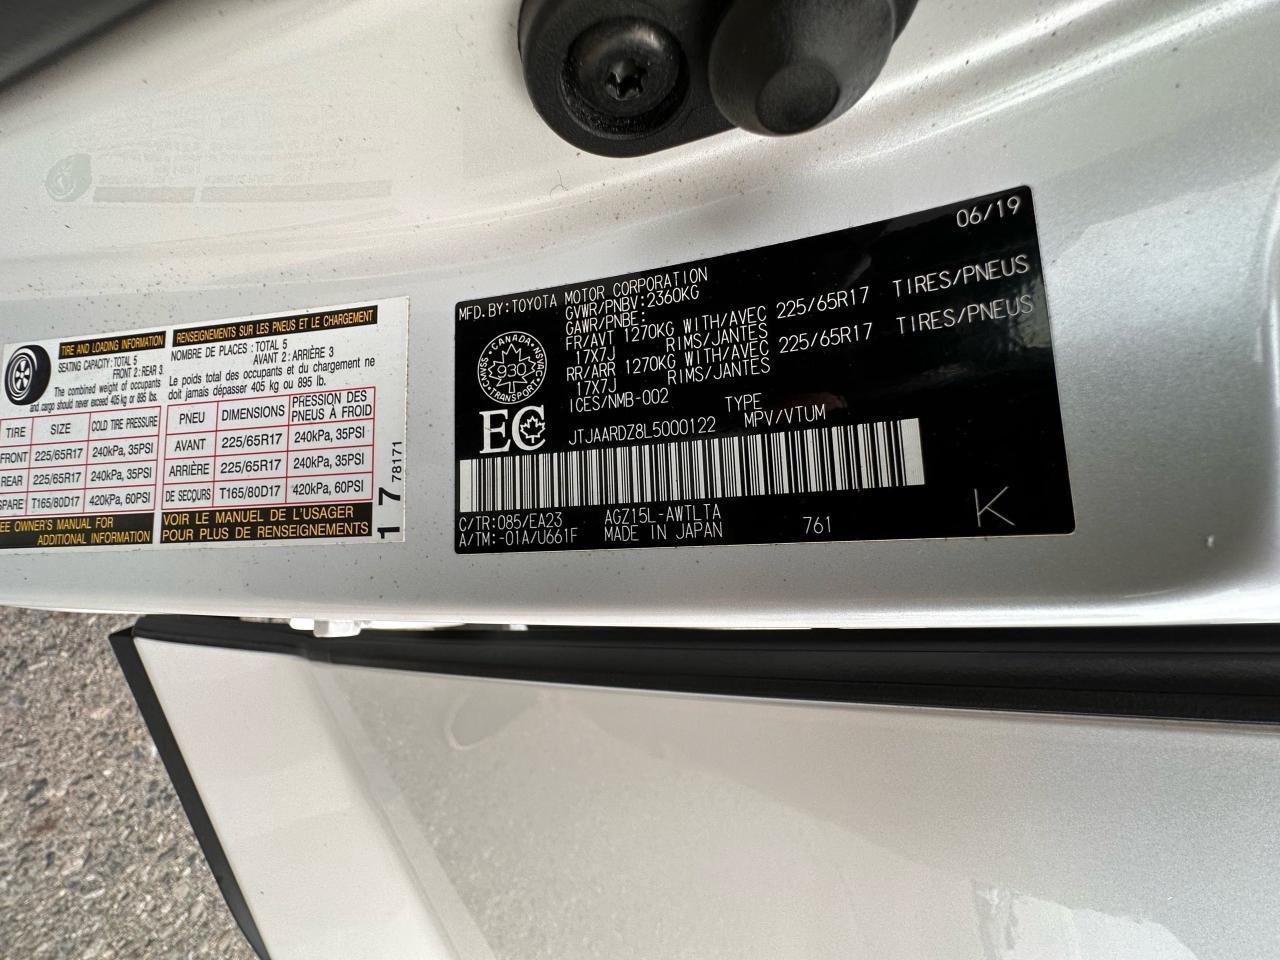 TIRE AND LOADING INFORMATION
SEATING CAPACITY : TOTAL 5
FRONT 2 : REAR 3
The combined weight of occupants
and cargo should never exceed 405 kg or 895 lb.
TIRE SIZE COLD TIRE PRESSURE
FRONT 225/65R17 240kPa, 35PSI
REAR 225/65R17 240kPa, 35PSI
SPARE T165/80D17 420kPa, 60PSI
SEE OWNER'S MANUAL FOR
ADDITIONAL INFORMATION
RENSEIGNEMENTS SUR LES PNEUS ET LE CHARGEMENT
NOMBRE DE PLACES : TOTAL 5
AVANT 2 : ARRIÈRE 3
Le poids total des occupants et du chargement ne
doit jamais dépasser 405 kg ou 895 lb.
PNEU DIMENSIONS PRESSION DES PNEUS À FROID
AVANT 225/65R17 240kPa, 35PSI
ARRIÈRE 225/65R17 240kPa, 35PSI
DE SECOURS T165/80D17 420kPa, 60PSI
VOIR LE MANUEL DE L'USAGER
POUR PLUS DE RENSEIGNEMENTS
17 78171
06/19
MFD.BY:TOYOTA MOTOR CORPORATION
GVWR/PNBV:2360KG
GAWR/PNBE:
FR/AVT 1270KG WITH/AVEC 225/65R17 TIRES/PNEUS
17X7J RIMS/JANTES
RR/ARR 1270KG WITH/AVEC 225/65R17 TIRES/PNEUS
17X7J RIMS/JANTES
ICES/NMB-002
CANADA
CMVSS NSVAC
930
TRANSPORT
EC
TYPE
JTJAARDZ8L5000122 MPV/VTUM
C/TR:085/EA23 AGZ15L-AWTLTA
A/TM:-01A/U661F MADE IN JAPAN 761
K